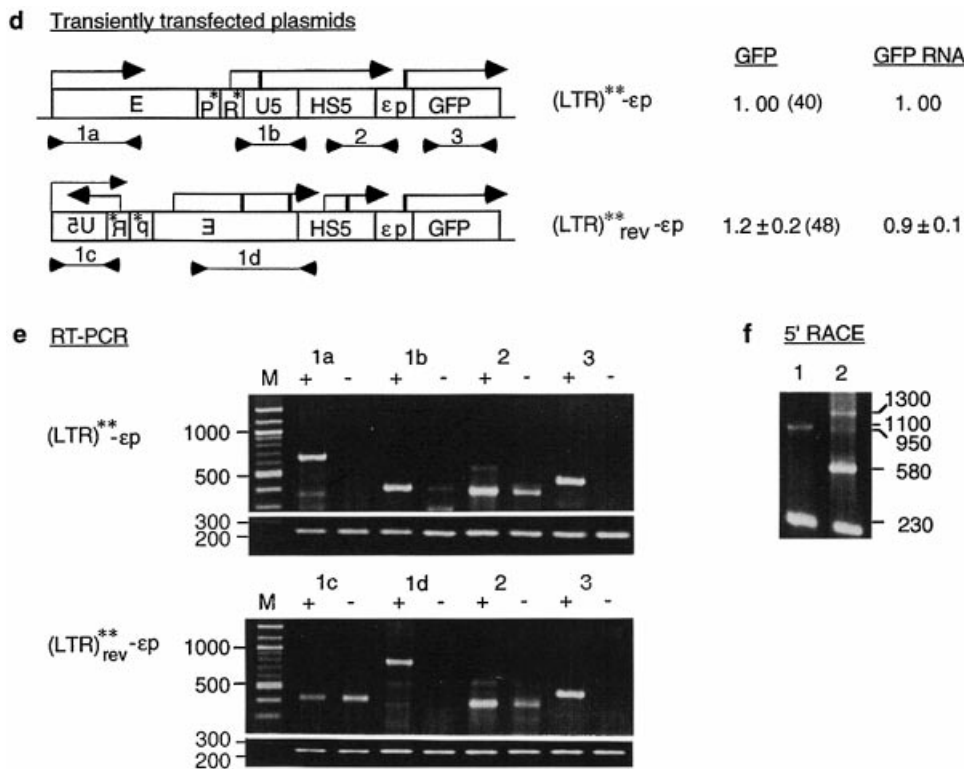 d Transiently transfected plasmids
GFP GFP RNA
E P* R* U5 HS5 εp GFP
(LTR)**-εp 1.00 (40) 1.00
1a 1b 2 3
U5 R* P* E HS5 εp GFP
(LTR)**rev-εp 1.2 ± 0.2 (48) 0.9 ± 0.1
1c 1d
e RT-PCR
1a 1b 2 3
M + - + - + - + -
(LTR)**-εp
1000
500
300
200
1c 1d 2 3
M + - + - + - + -
(LTR)**rev-εp
1000
500
300
200
f 5' RACE
1 2
1300
1100
950
580
230